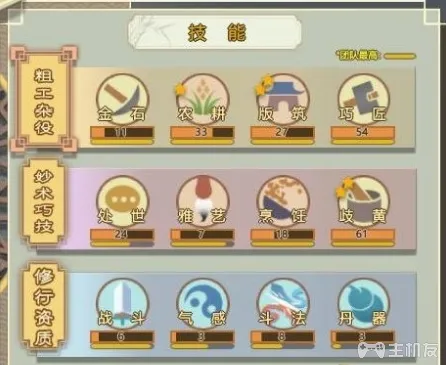 技能
*团队最高:
粗工杂役
金石 农耕 版筑 巧匠
11 33 27 54
妙术巧技
处世 雅艺 烹饪 歧黄
24 7 18 61
修行资质
战斗 气感 斗法 丹器
6 3 8 3
主机友